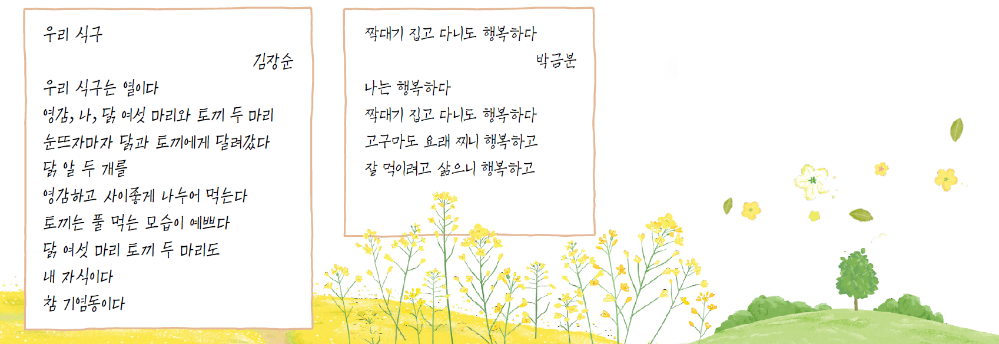 우리 식구
김장순
우리 식구는 열이다
영감, 나, 닭 여섯 마리와 토끼 두 마리
눈뜨자마자 닭과 토끼에게 달려갔다
닭 알 두 개를
영감하고 사이좋게 나누어 먹는다
토끼는 풀 먹는 모습이 예쁘다
닭 여섯 마리 토끼 두 마리도
내 자식이다
참 기염둥이다
짝대기 집고 다니도 행복하다
박금분
나는 행복하다
짝대기 집고 다니도 행복하다
고구마도 요래 찌니 행복하고
잘 먹이려고 삶으니 행복하고